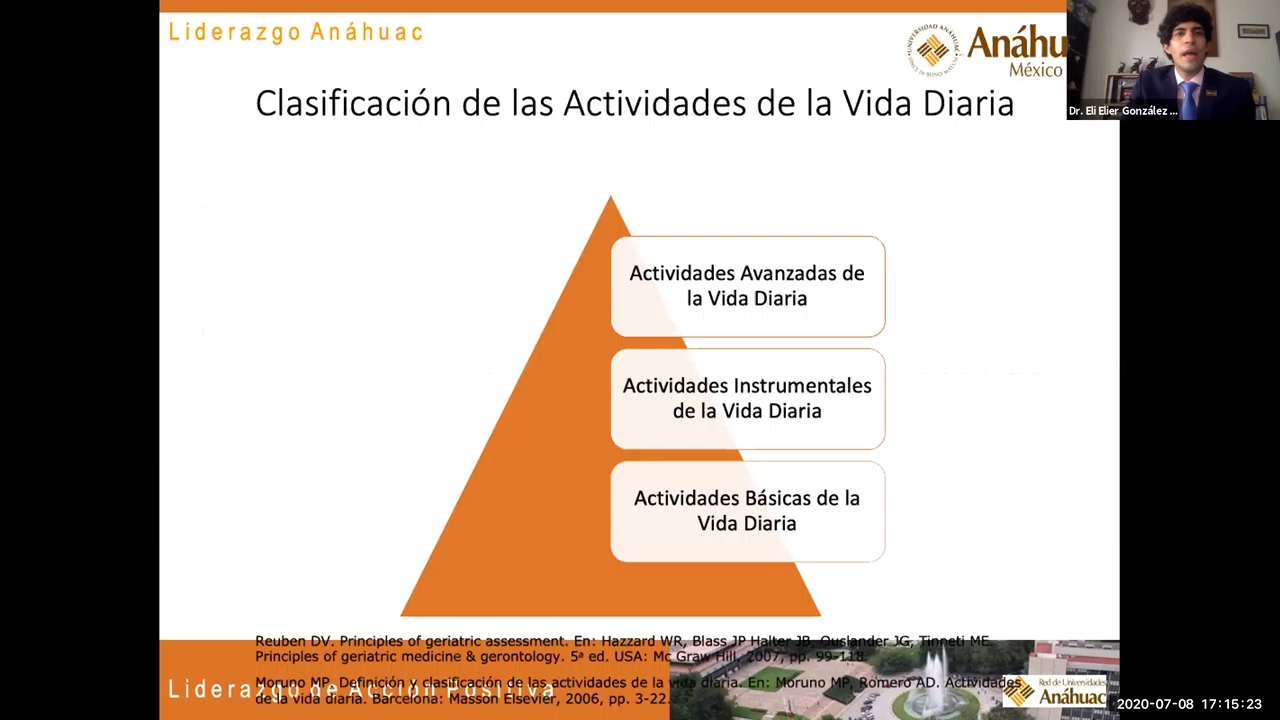 Liderazgo Anáhuac
Anáhu
México
Dr. Eli Elier González ...
Clasificación de las Actividades de la Vida Diaria
Actividades Avanzadas de
la Vida Diaria
Actividades Instrumentales
de la Vida Diaria
Actividades Básicas de la
Vida Diaria
Reuben DV. Principles of geriatric assessment. En: Hazzard WR, Blass JP Halter JB, Ouslander JG, Tinneti ME.
Principles of geriatric medicine & gerontology. 5ª ed. USA: Mc Graw Hill, 2007, pp. 99-118.
Moruno MP. Definición y clasificación de las actividades de la vida diaria. En: Moruno MP, Romero AD. Actividades
de la vida diaria. Barcelona: Masson Elsevier, 2006, pp. 3-22.
Liderazgo de Acción Positiva
Red de Universidades
Anáhuac
2020-07-08 17:15:23